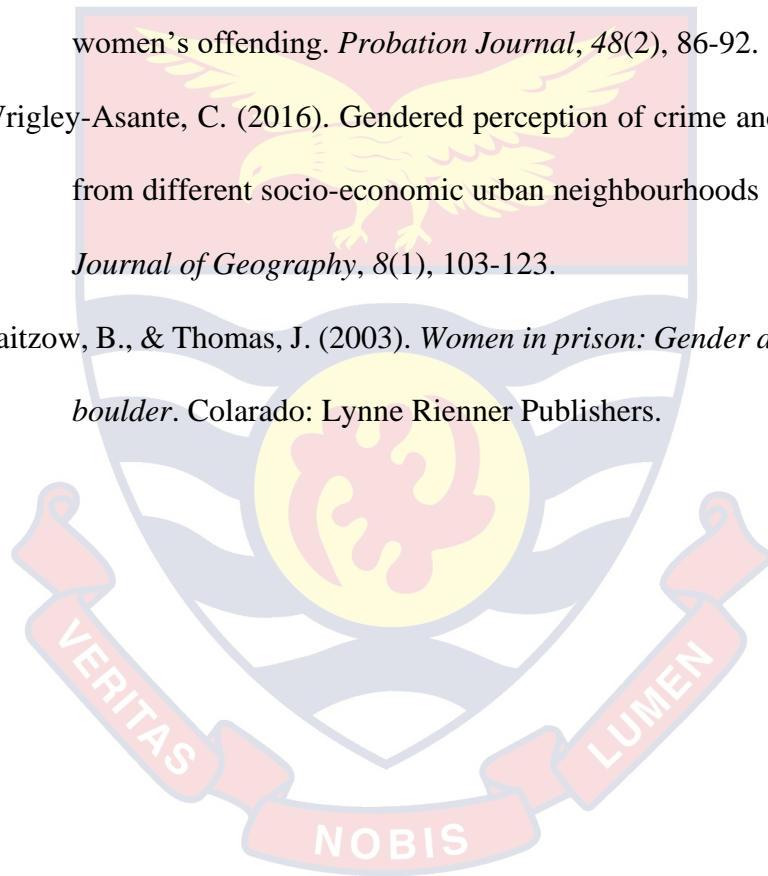 women’s offending. Probation Journal, 48(2), 86-92.
Wrigley-Asante, C. (2016). Gendered perception of crime and
from different socio-economic urban neighbourhoods
Journal of Geography, 8(1), 103-123.
aitzow, B., & Thomas, J. (2003). Women in prison: Gender a
boulder. Colarado: Lynne Rienner Publishers.
VERITAS
NOBIS
LUMEN